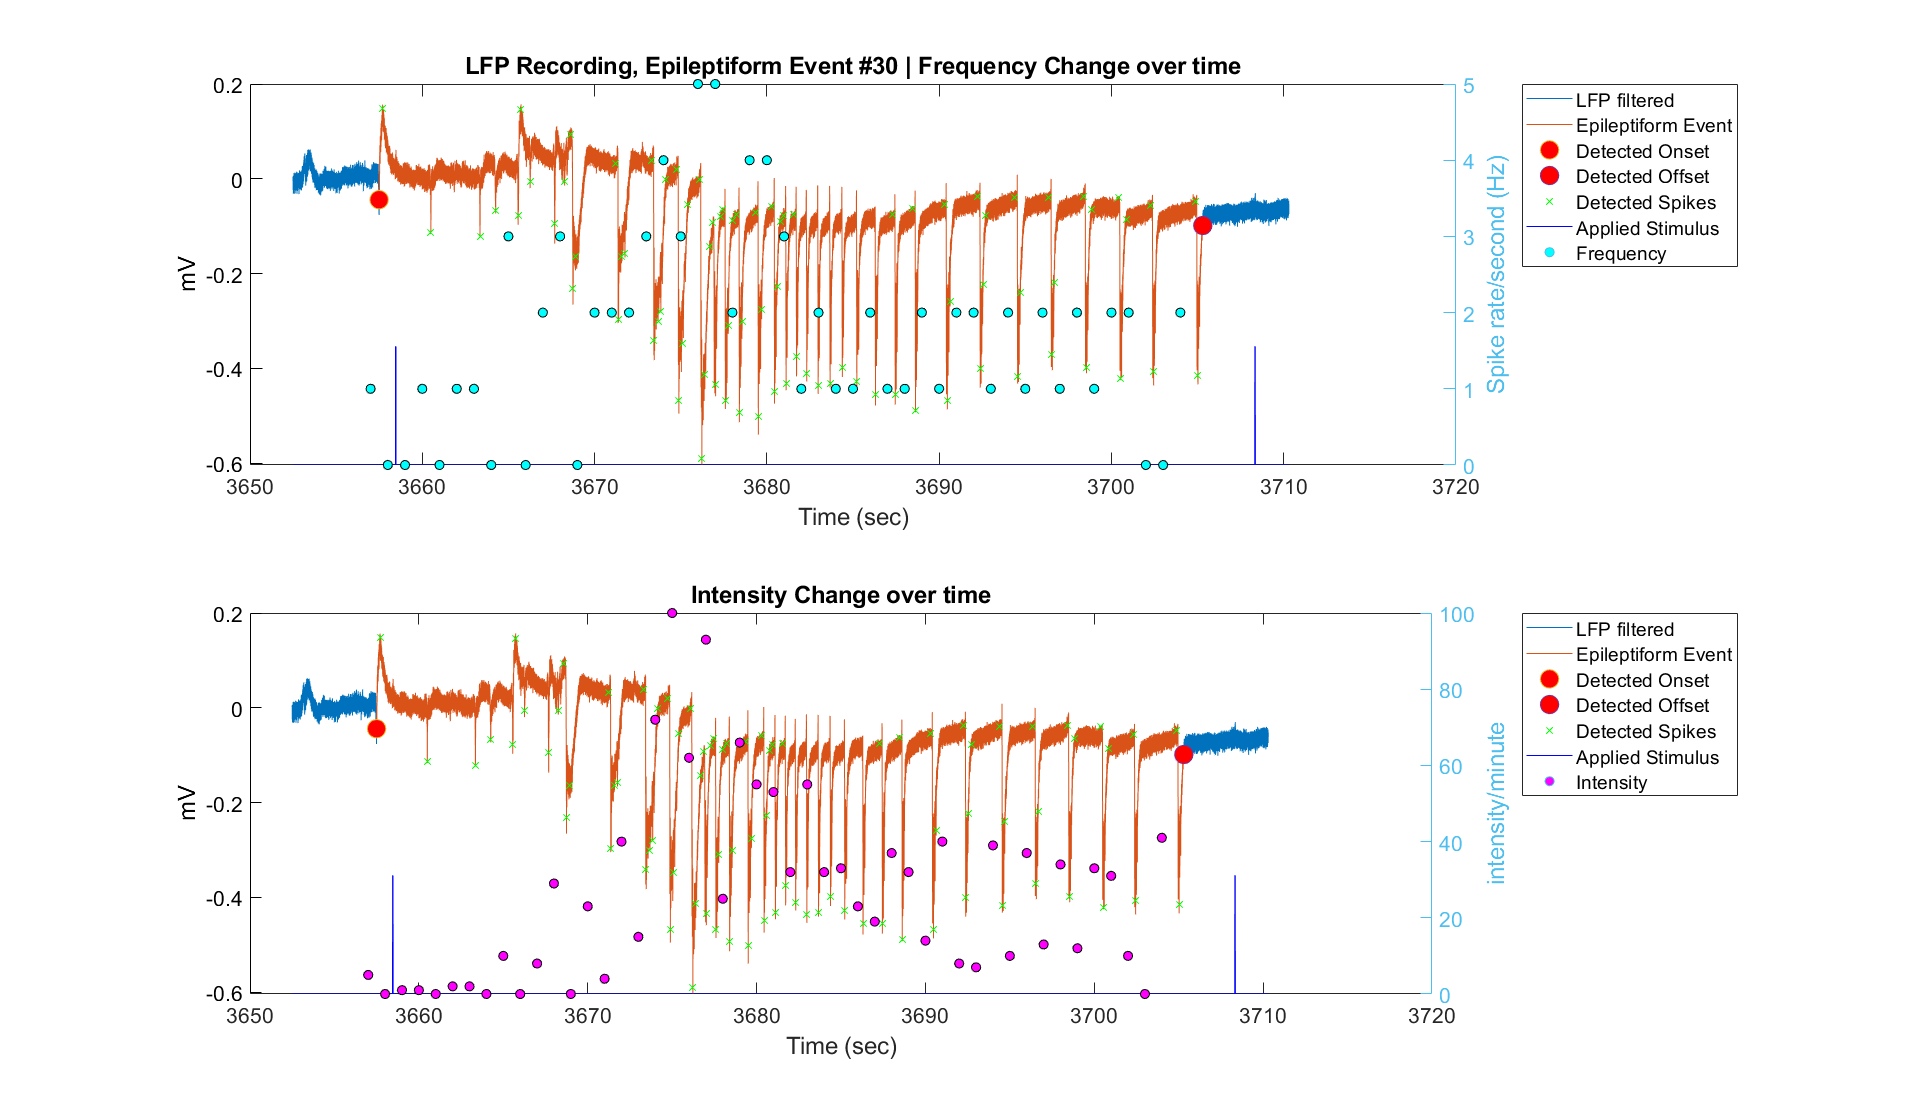 LFP Recording, Epileptiform Event #30 | Frequency Change over time
0.2
0
-0.2
-0.4
-0.6
mV
3650 3660 3670 3680 3690 3700 3710 3720
Time (sec)
5
4
3
2
1
0
Spike rate/second (Hz)
LFP filtered
Epileptiform Event
Detected Onset
Detected Offset
Detected Spikes
Applied Stimulus
Frequency
Intensity Change over time
0.2
0
-0.2
-0.4
-0.6
mV
3650 3660 3670 3680 3690 3700 3710 3720
Time (sec)
100
80
60
40
20
0
intensity/minute
LFP filtered
Epileptiform Event
Detected Onset
Detected Offset
Detected Spikes
Applied Stimulus
Intensity